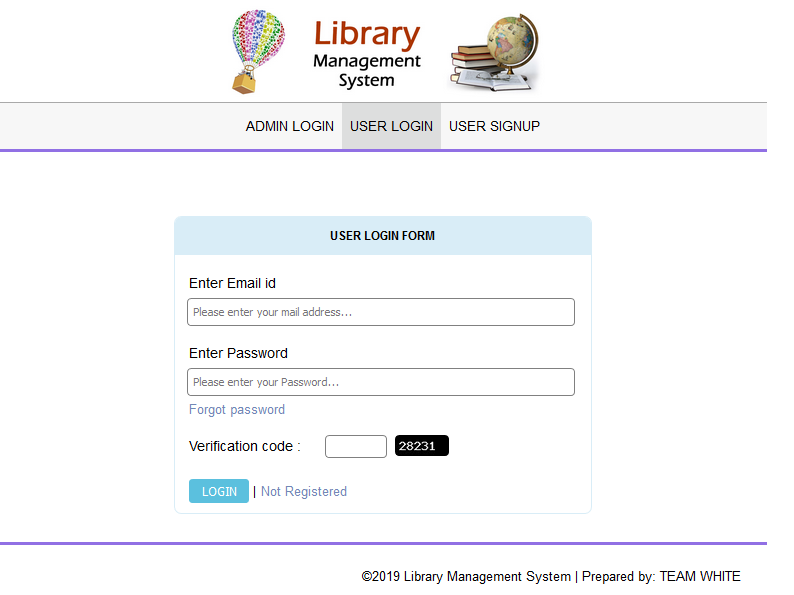 Library
Management
System
ADMIN LOGIN USER LOGIN USER SIGNUP
USER LOGIN FORM
Enter Email id
Please enter your mail address...
Enter Password
Please enter your Password...
Forgot password
Verification code : 28231
LOGIN | Not Registered
©2019 Library Management System | Prepared by: TEAM WHITE